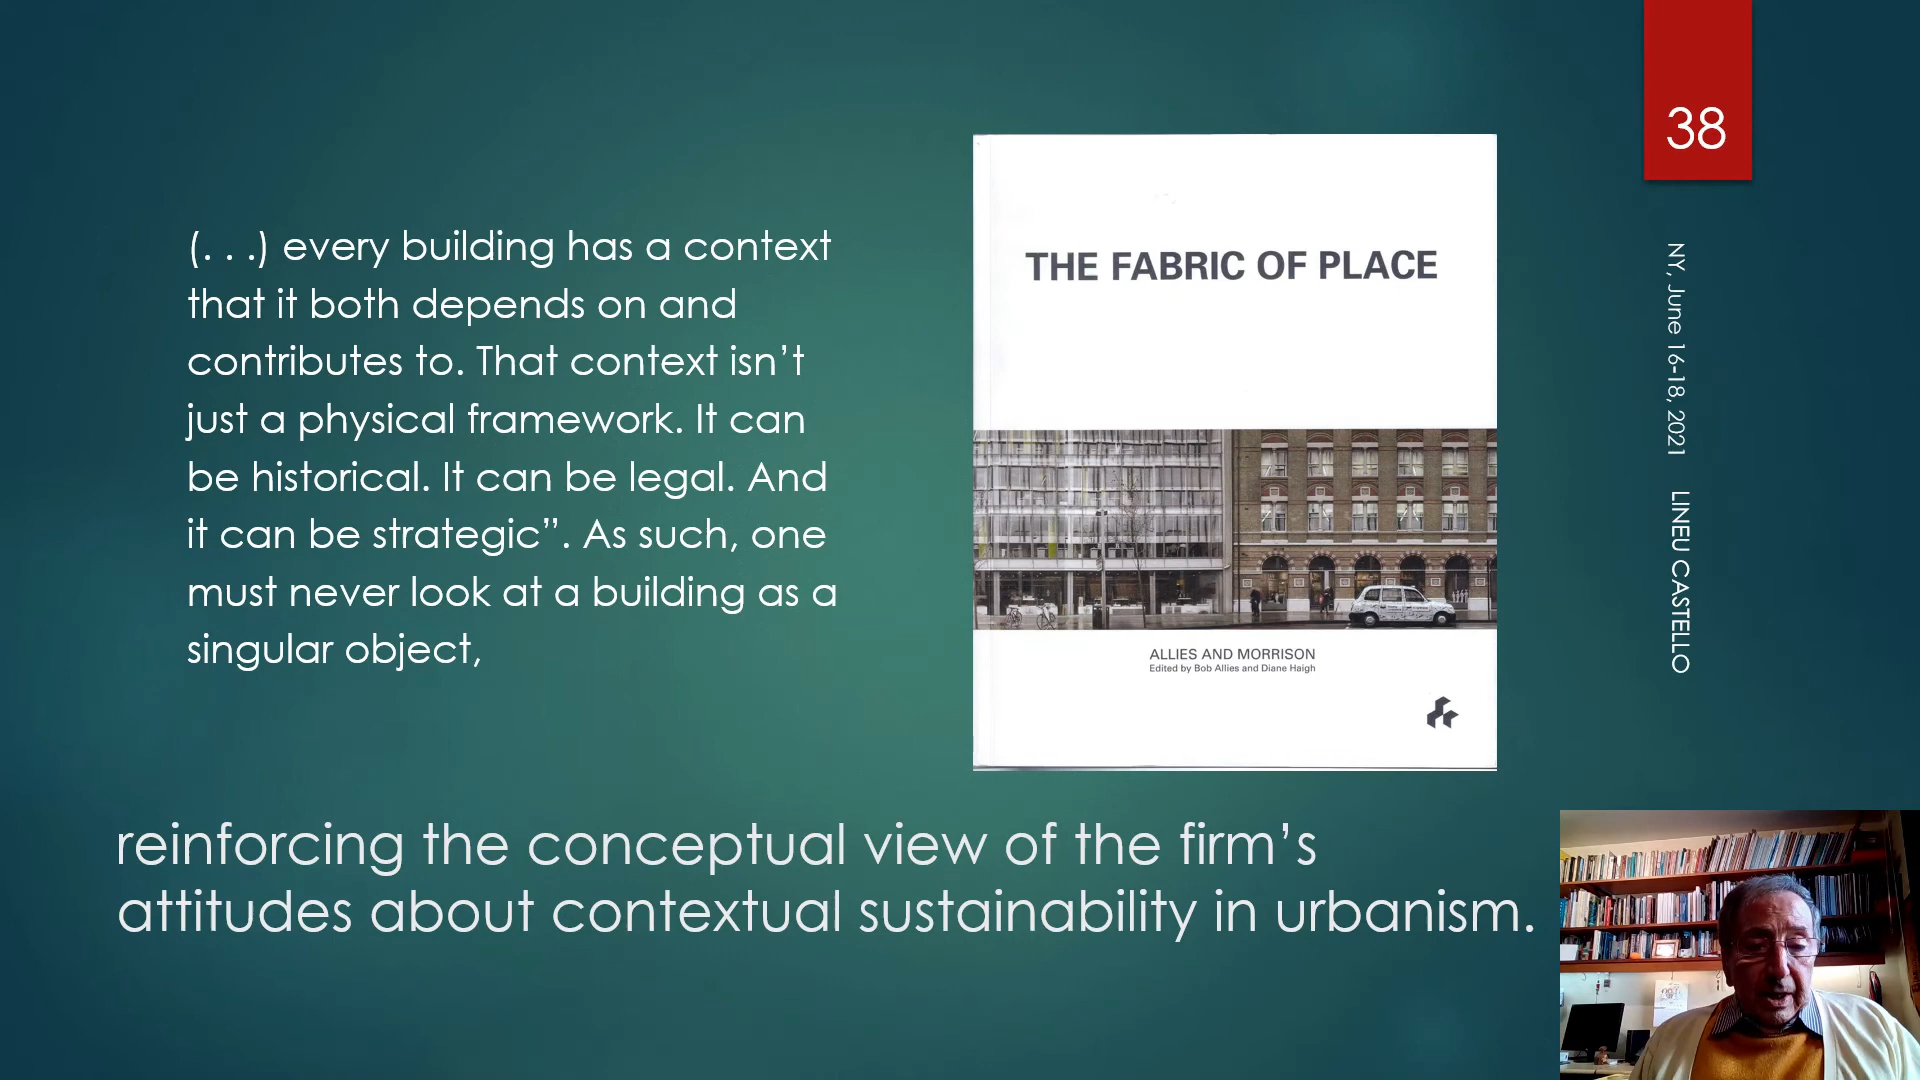 38
(. . .) every building has a context
that it both depends on and
contributes to. That context isn’t
just a physical framework. It can
be historical. It can be legal. And
it can be strategic”. As such, one
must never look at a building as a
singular object,
THE FABRIC OF PLACE
ALLIES AND MORRISON
Edited by Bob Allies and Diane Haigh
NY, June 16-18, 2021 LINEU CASTELLO
reinforcing the conceptual view of the firm’s
attitudes about contextual sustainability in urbanism.